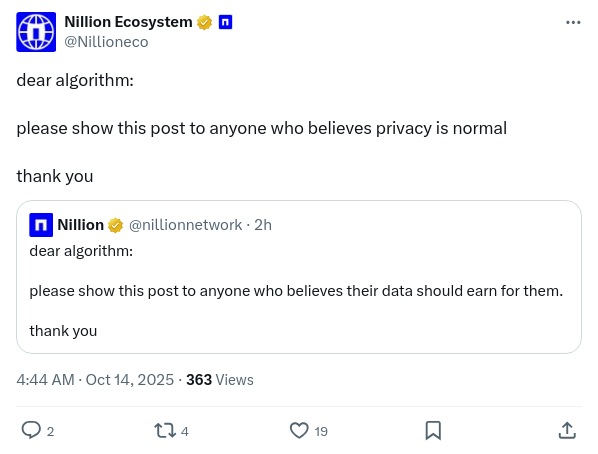 Nillion Ecosystem
@Nillioneco
dear algorithm:
please show this post to anyone who believes privacy is normal
thank you
Nillion @nillionnetwork · 2h
dear algorithm:
please show this post to anyone who believes their data should earn for them.
thank you
4:44 AM · Oct 14, 2025 · 363 Views
2 4 19